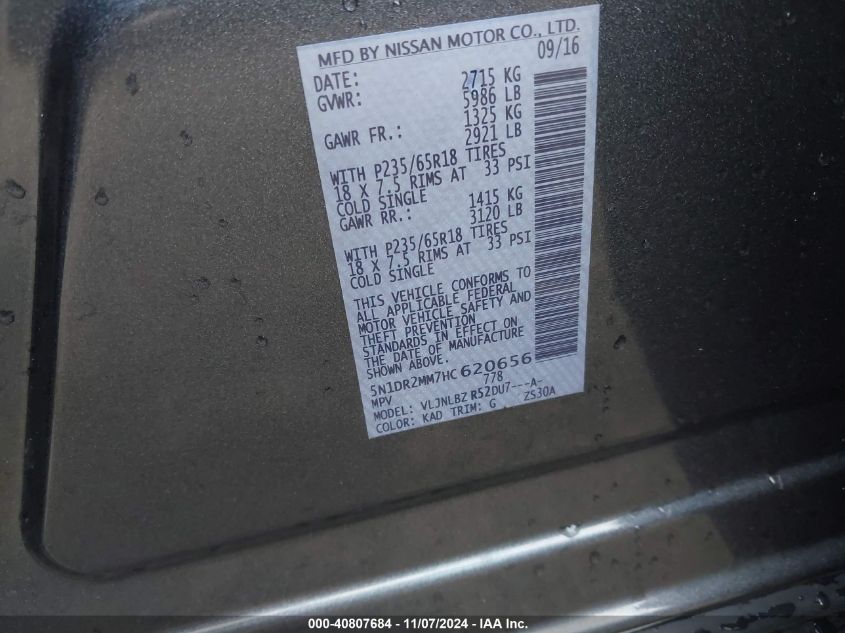 MFD BY NISSAN MOTOR CO., LTD.
DATE: 09/16
GVWR: 2715 KG
5986 LB
GAWR FR.: 1325 KG
2921 LB
WITH P235/65R18 TIRES
18 X 7.5 RIMS AT 33 PSI
COLD SINGLE
GAWR RR.: 1415 KG
3120 LB
WITH P235/65R18 TIRES
18 X 7.5 RIMS AT 33 PSI
COLD SINGLE
THIS VEHICLE CONFORMS TO
ALL APPLICABLE FEDERAL
MOTOR VEHICLE SAFETY AND
THEFT PREVENTION
STANDARDS IN EFFECT ON
THE DATE OF MANUFACTURE
SHOWN ABOVE.
5N1DR2MM7HC620656
MPV 778
MODEL: VLJNLBZ R52DU7---A-
COLOR: KAD TRIM: G ZS30A
000-40807684 - 11/07/2024 - IAA Inc.